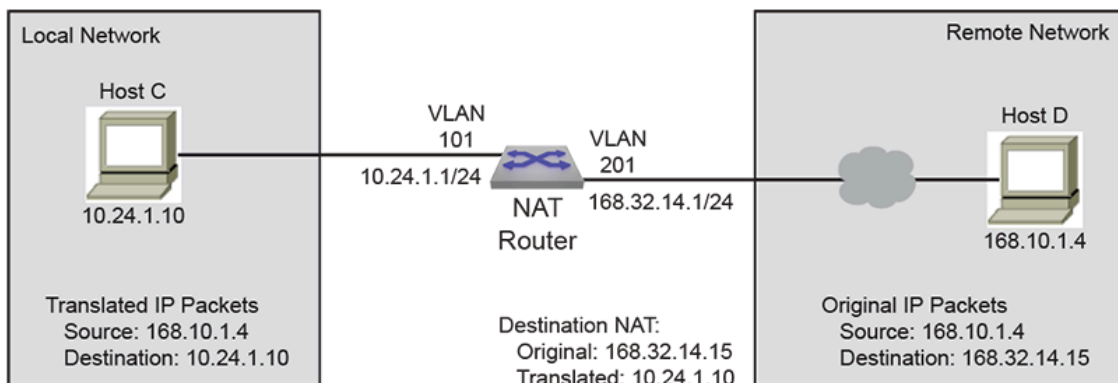 Local Network
Host C
10.24.1.10
Translated IP Packets
Source: 168.10.1.4
Destination: 10.24.1.10
VLAN
101
10.24.1.1/24
NAT
Router
VLAN
201
168.32.14.1/24
Destination NAT:
Original: 168.32.14.15
Translated: 10.24.1.10
Remote Network
Host D
168.10.1.4
Original IP Packets
Source: 168.10.1.4
Destination: 168.32.14.15